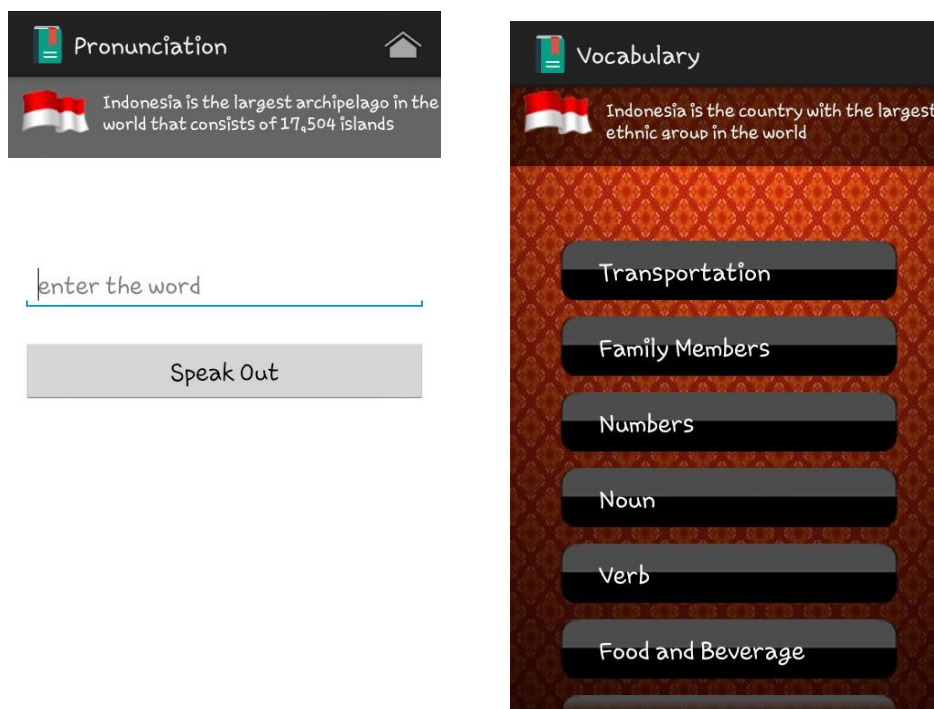 Pronunciation
Indonesia is the largest archipelago in the
world that consists of 17,504 islands
enter the word
Speak Out
Vocabulary
Indonesia is the country with the largest
ethnic group in the world
Transportation
Family Members
Numbers
Noun
Verb
Food and Beverage